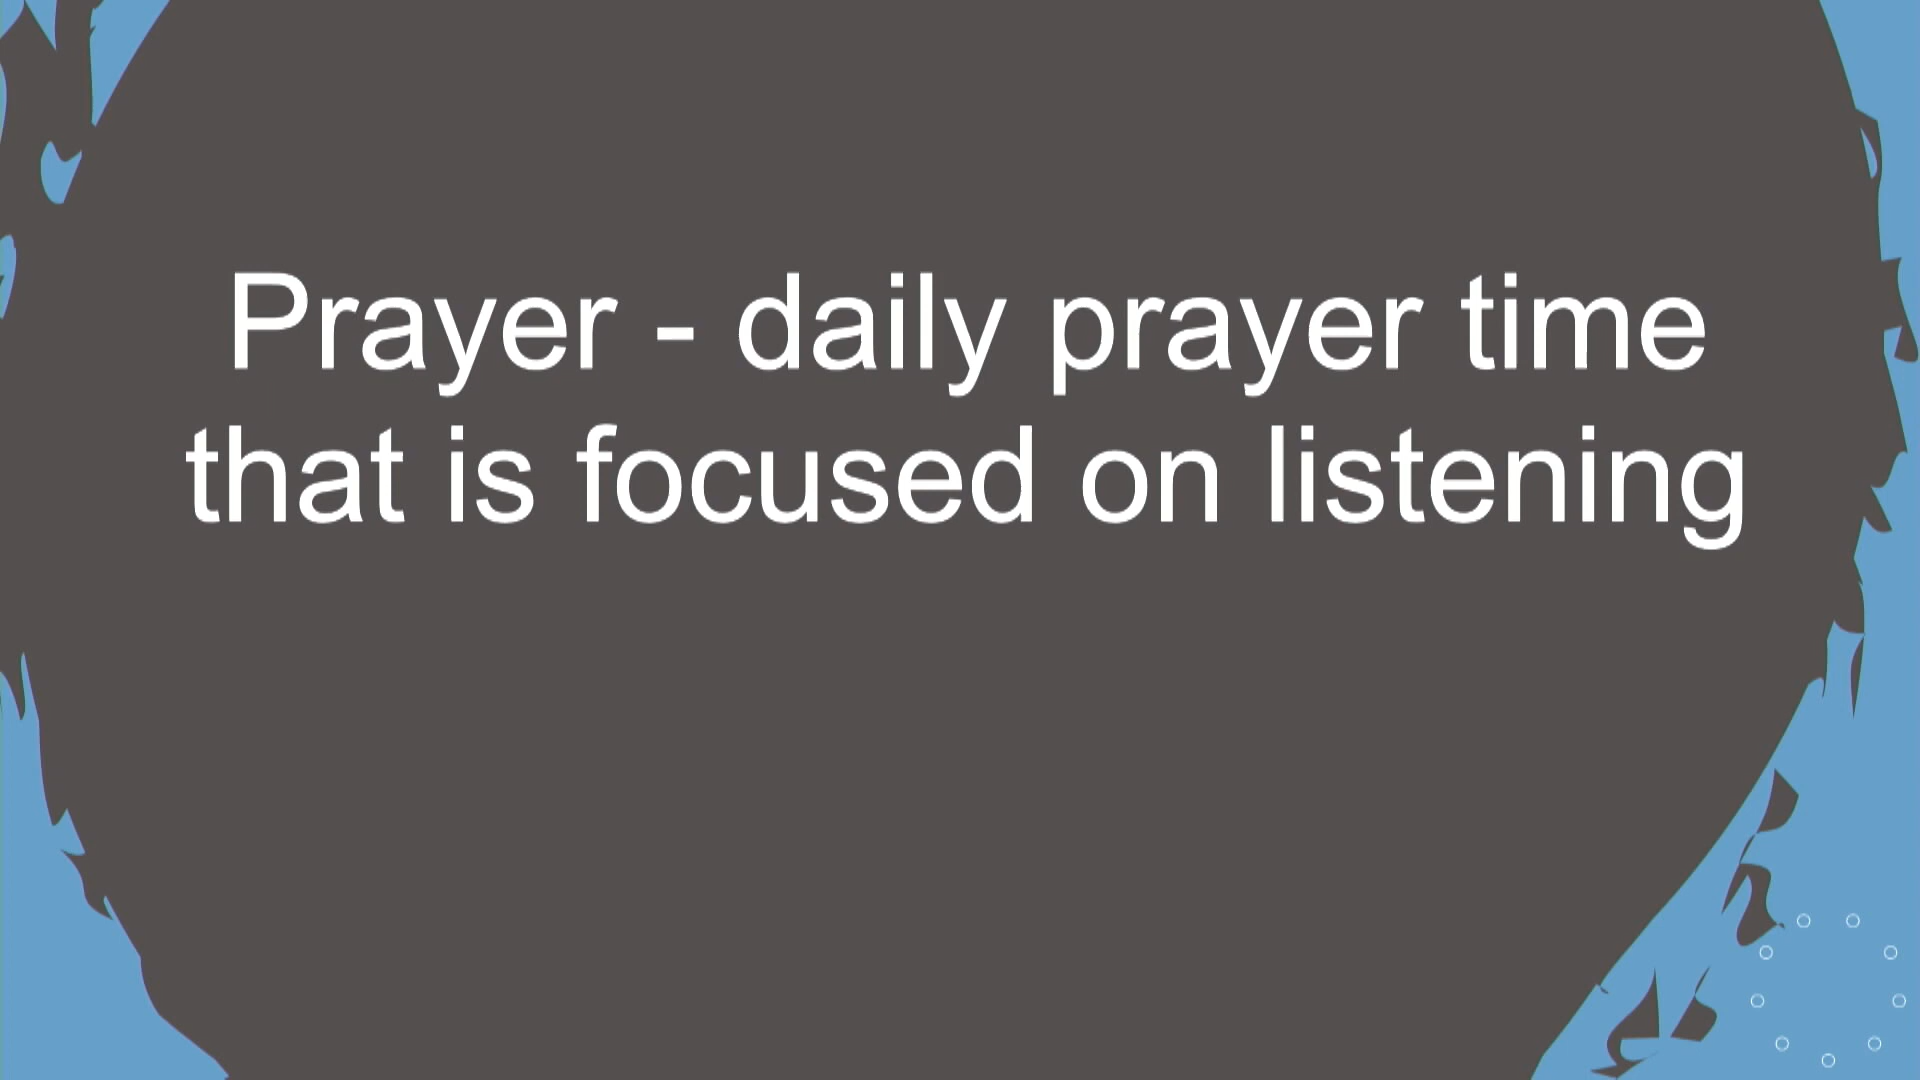 Prayer - daily prayer time
that is focused on listening